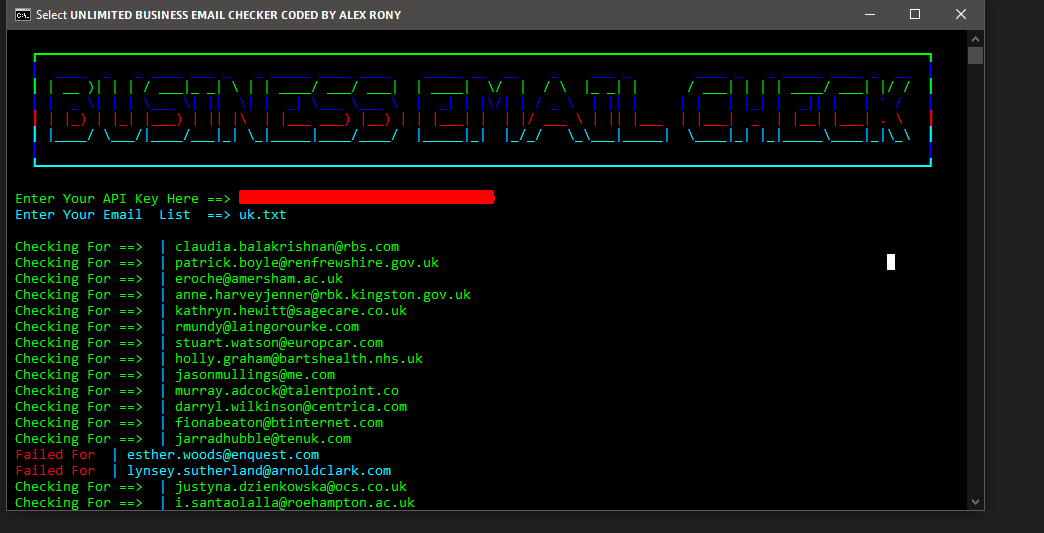 Select UNLIMITED BUSINESS EMAIL CHECKER CODED BY ALEX RONY
BUSINESS EMAIL CHECK
Enter Your API Key Here ==>
Enter Your Email  List  ==> uk.txt
Checking For ==>  | claudia.balakrishnan@rbs.com
Checking For ==>  | patrick.boyle@renfrewshire.gov.uk
Checking For ==>  | eroche@amersham.ac.uk
Checking For ==>  | anne.harveyjenner@rbk.kingston.gov.uk
Checking For ==>  | kathryn.hewitt@sagecare.co.uk
Checking For ==>  | rmundy@laingorourke.com
Checking For ==>  | stuart.watson@europcar.com
Checking For ==>  | holly.graham@bartshealth.nhs.uk
Checking For ==>  | jasonmullings@me.com
Checking For ==>  | murray.adcock@talentpoint.co
Checking For ==>  | darryl.wilkinson@centrica.com
Checking For ==>  | fionabeaton@btinternet.com
Checking For ==>  | jarradhubble@tenuk.com
Failed For  | esther.woods@enquest.com
Failed For  | lynsey.sutherland@arnoldclark.com
Checking For ==>  | justyna.dzienkowska@ocs.co.uk
Checking For ==>  | i.santaolalla@roehampton.ac.uk